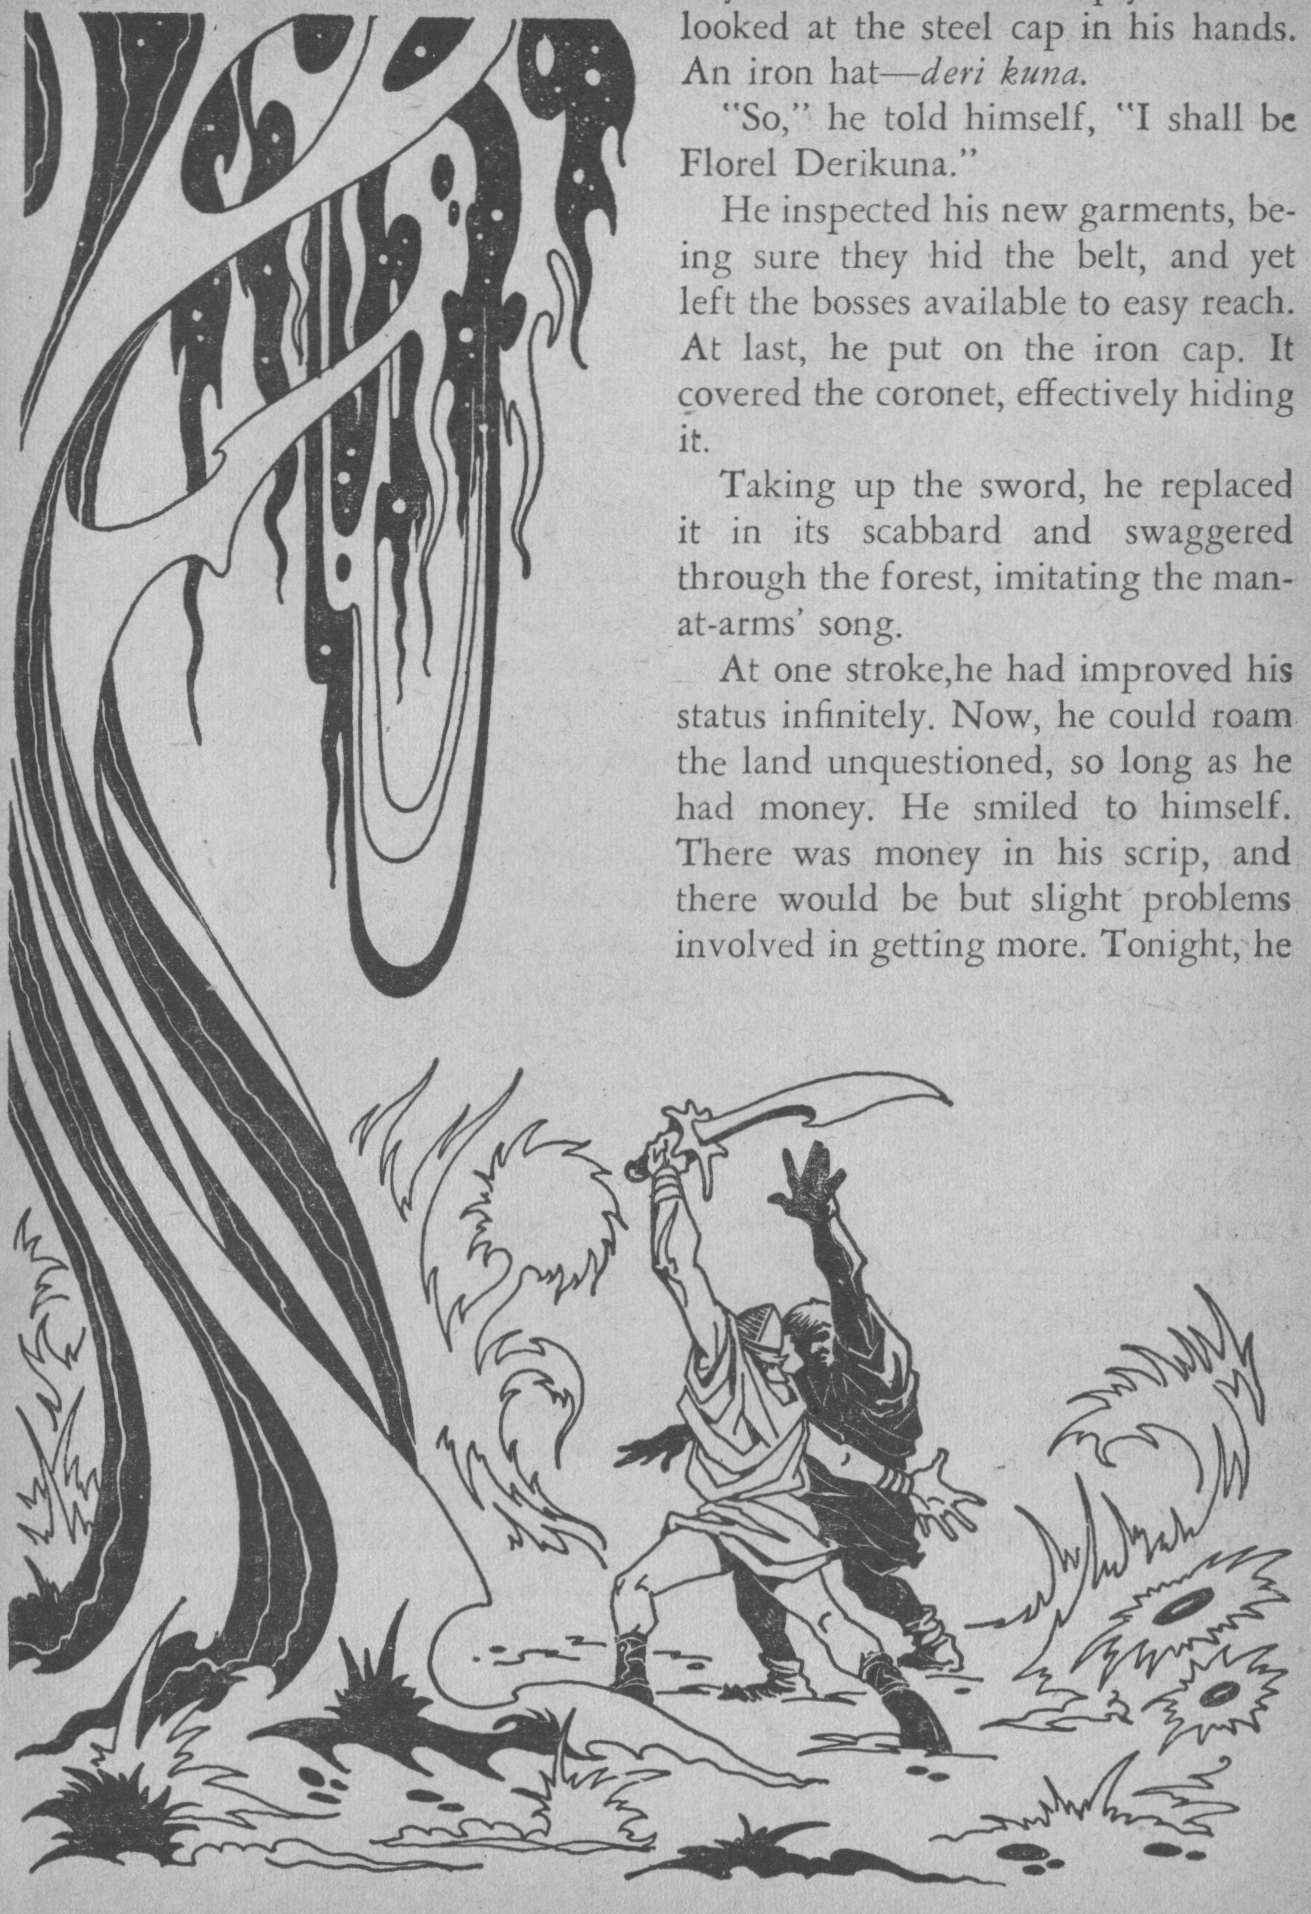 looked at the steel cap in his hands.
An iron hat—deri kuna.
"So," he told himself, "I shall be
Florel Derikuna."
He inspected his new garments, be-
ing sure they hid the belt, and yet
left the bosses available to easy reach.
At last, he put on the iron cap. It
covered the coronet, effectively hiding
it.
Taking up the sword, he replaced
it in its scabbard and swaggered
through the forest, imitating the man-
at-arms' song.
At one stroke,he had improved his
status infinitely. Now, he could roam
the land unquestioned, so long as he
had money. He smiled to himself.
There was money in his scrip, and
there would be but slight problems
involved in getting more. Tonight, he